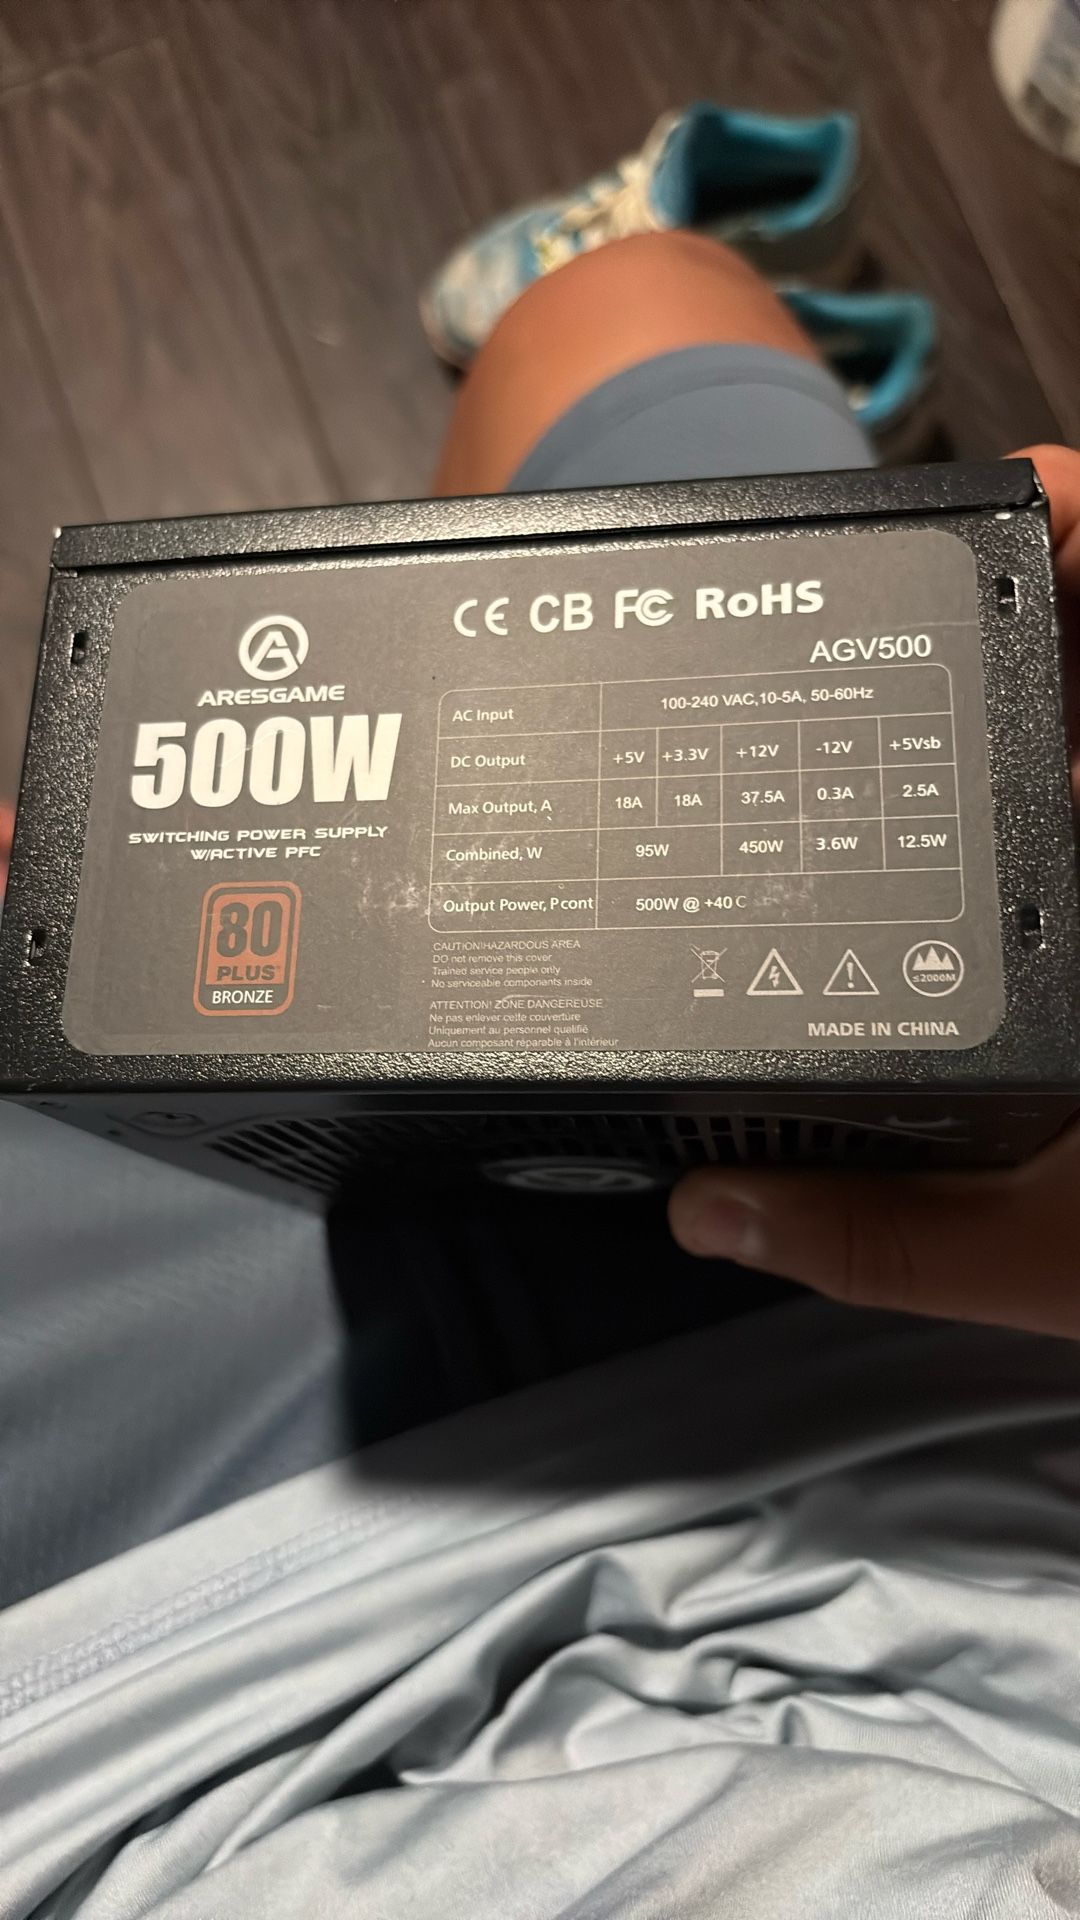 ARESGAME
500W
SWITCHING POWER SUPPLY
W/ACTIVE PFC
80
PLUS
BRONZE
CE CB FC RoHS
AGV500
AC Input 100-240 VAC,10-5A, 50-60Hz
DC Output +5V +3.3V +12V -12V +5Vsb
Max Output, A 18A 18A 37.5A 0.3A 2.5A
Combined, W 95W 450W 3.6W 12.5W
Output Power, Pcont 500W @ +40 C
CAUTION!HAZARDOUS AREA
DO not remove this cover
Trained service people only
No serviceable components inside
ATTENTION! ZONE DANGEREUSE
Ne pas enlever cette couverture
Uniquement au personnel qualifié
Aucun composant réparable à l'intérieur
≤2000M
MADE IN CHINA